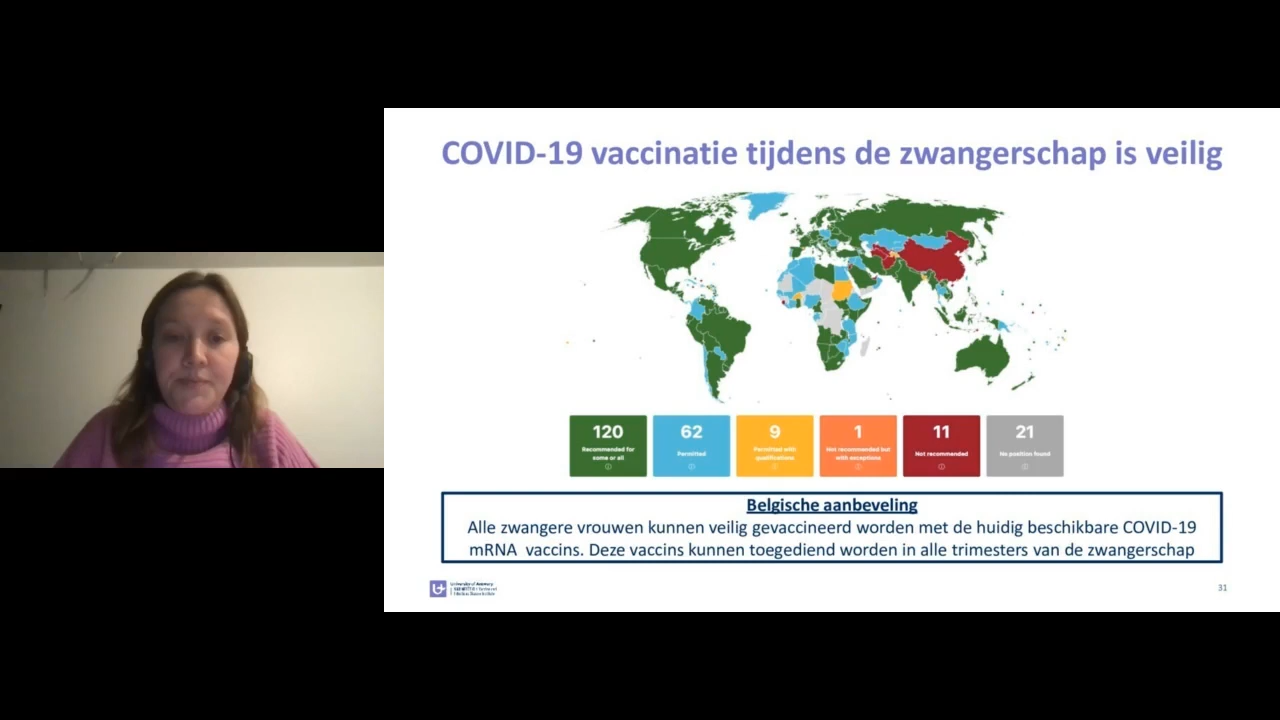 COVID-19 vaccinatie tijdens de zwangerschap is veilig
120
Recommended for
some or all
62
Permitted
9
Permitted with
qualifications
1
Not recommended but
with exceptions
11
Not recommended
21
No position found
Belgische aanbeveling
Alle zwangere vrouwen kunnen veilig gevaccineerd worden met de huidig beschikbare COVID-19
mRNA vaccins. Deze vaccins kunnen toegediend worden in alle trimesters van de zwangerschap
University of Antwerp
31